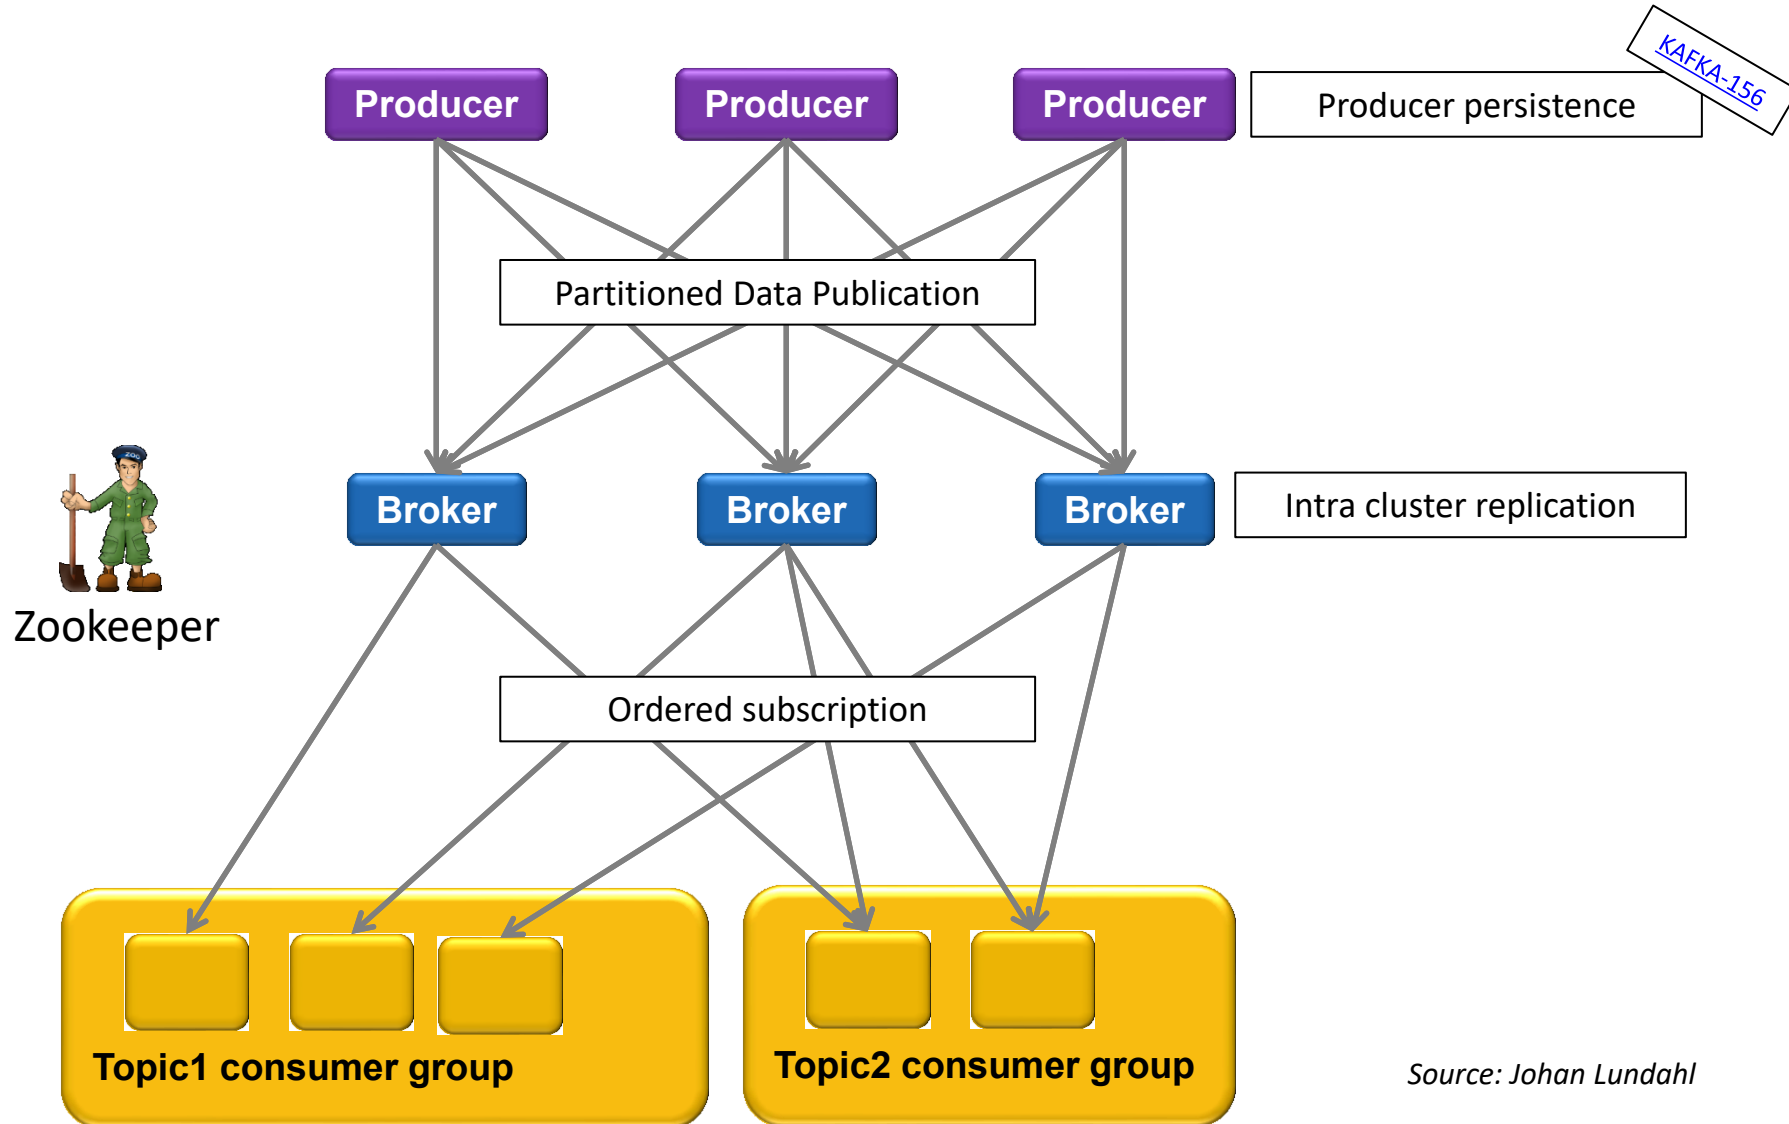 KAFKA-156
Producer
Producer
Producer
Producer persistence
Partitioned Data Publication
ZOO
Zookeeper
Broker
Broker
Broker
Intra cluster replication
Ordered subscription
Topic1 consumer group
Topic2 consumer group
Source: Johan Lundahl